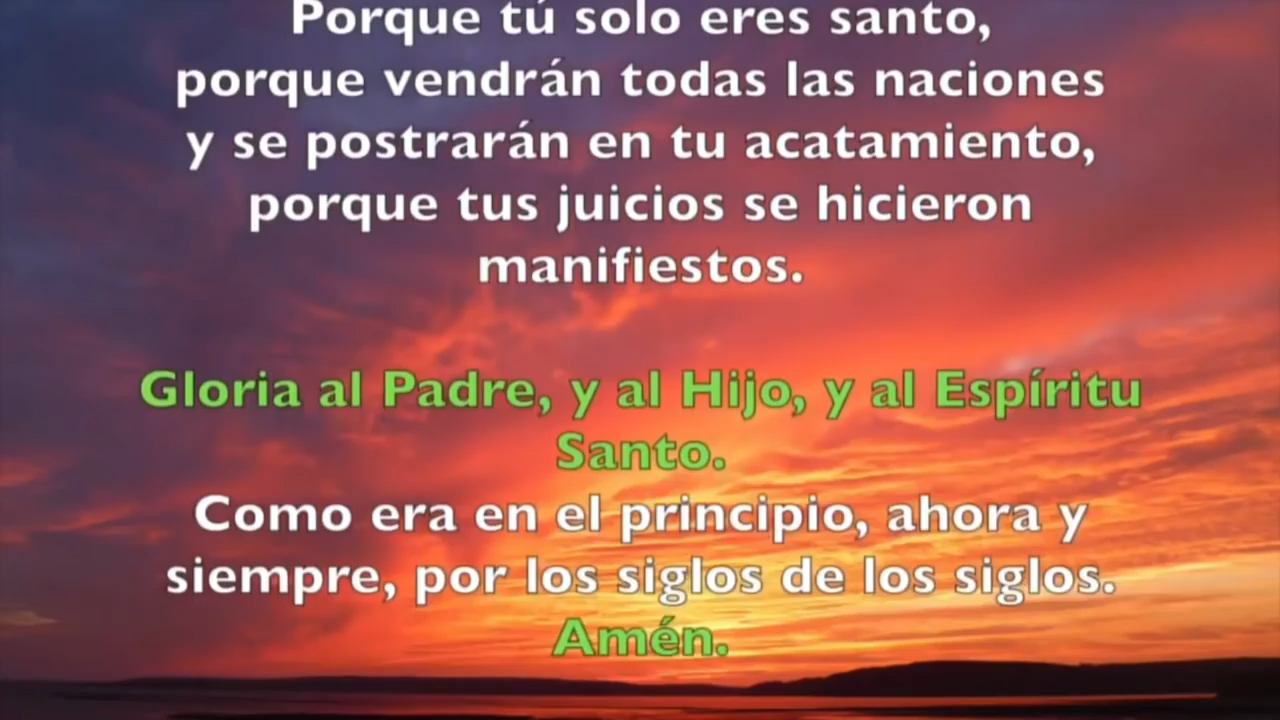 Porque tú solo eres santo,
porque vendrán todas las naciones
y se postrarán en tu acatamiento,
porque tus juicios se hicieron
manifiestos.
Gloria al Padre, y al Hijo, y al Espíritu
Santo.
Como era en el principio, ahora y
siempre, por los siglos de los siglos.
Amén.